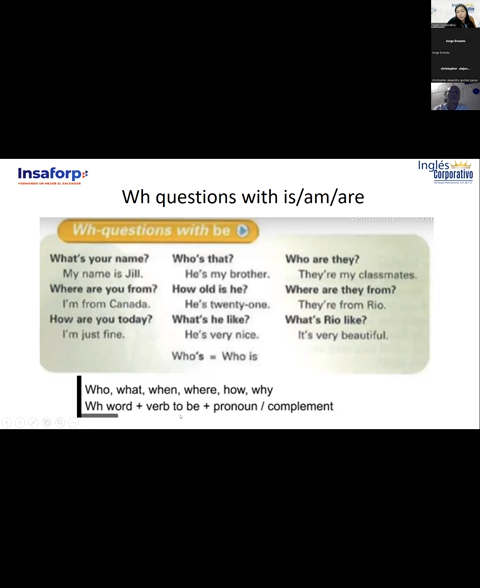 Jorge Ernesto
Jorge Ernesto
Insaforp
FORMANDO UN MEJOR EL SALVADOR
Inglés
Corporativo
Wh questions with is/am/are
Wh-questions with be
What's your name?
My name is Jill.
Where are you from?
I'm from Canada.
How are you today?
I'm just fine.
Who's that?
He's my brother.
How old is he?
He's twenty-one.
What's he like?
He's very nice.
Who's = Who is
Who are they?
They're my classmates.
Where are they from?
They're from Rio.
What's Rio like?
It's very beautiful.
Who, what, when, where, how, why
Wh word + verb to be + pronoun / complement